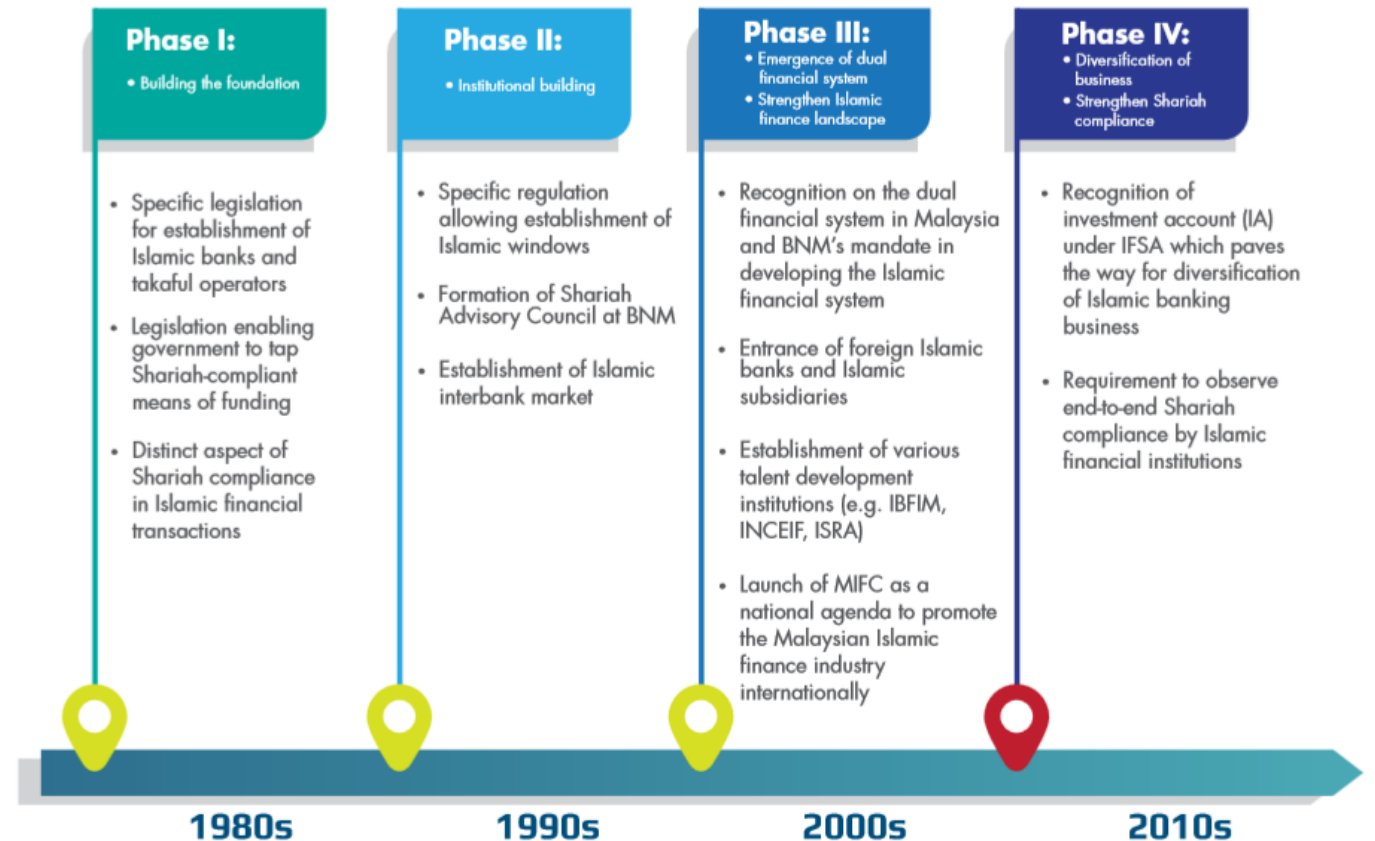 Phase I:
• Building the foundation
• Specific legislation
for establishment of
Islamic banks and
takaful operators
• Legislation enabling
government to tap
Shariah-compliant
means of funding
• Distinct aspect of
Shariah compliance
in Islamic financial
transactions
1980s
Phase II:
• Institutional building
• Specific regulation
allowing establishment of
Islamic windows
• Formation of Shariah
Advisory Council at BNM
• Establishment of Islamic
interbank market
1990s
Phase III:
• Emergence of dual
financial system
• Strengthen Islamic
finance landscape
• Recognition on the dual
financial system in Malaysia
and BNM's mandate in
developing the Islamic
financial system
• Entrance of foreign Islamic
banks and Islamic
subsidiaries
• Establishment of various
talent development
institutions (e.g. IBFIM,
INCEIF, ISRA)
• Launch of MIFC as a
national agenda to promote
the Malaysian Islamic
finance industry
internationally
2000s
Phase IV:
• Diversification of
business
• Strengthen Shariah
compliance
• Recognition of
investment account (IA)
under IFSA which paves
the way for diversification
of Islamic banking
business
• Requirement to observe
end-to-end Shariah
compliance by Islamic
financial institutions
2010s